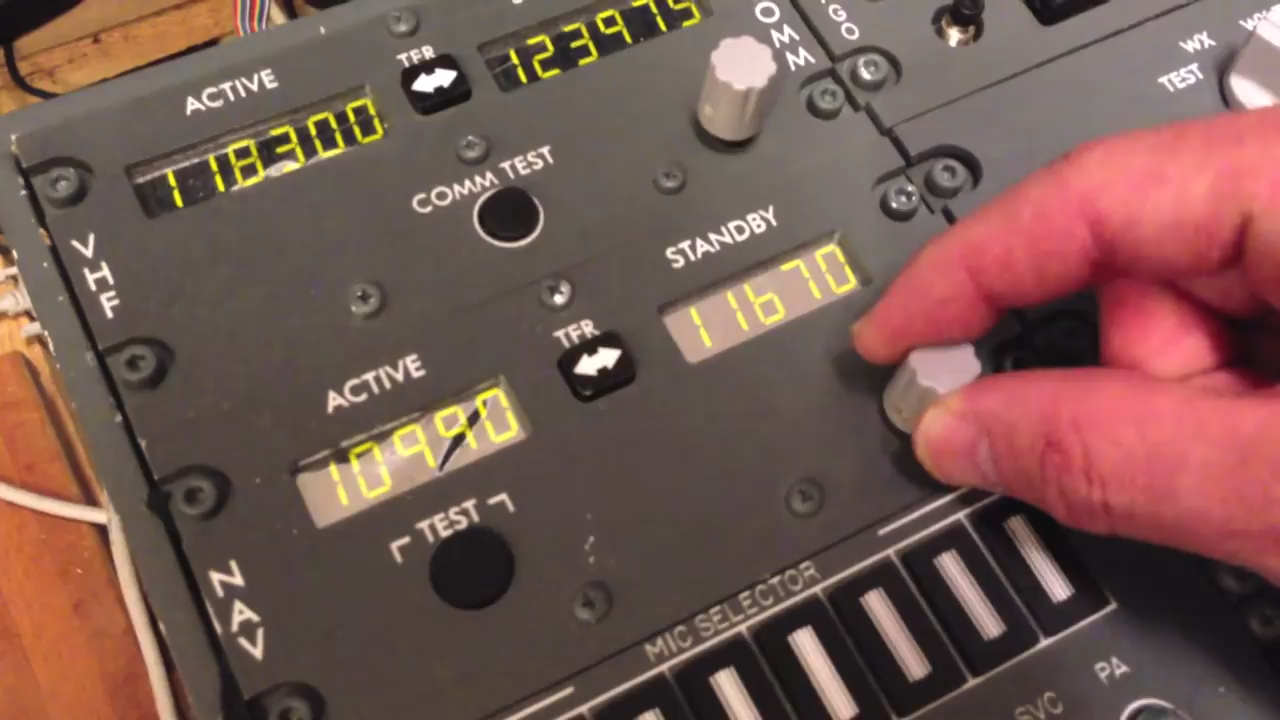 ACTIVE
TFR
118300
123975
COMM
GO
WX
TEST
COMM TEST
VHF
STANDBY
11670
TFR
ACTIVE
10990
TEST
NAV
MIC SELECTOR
SVC
PA